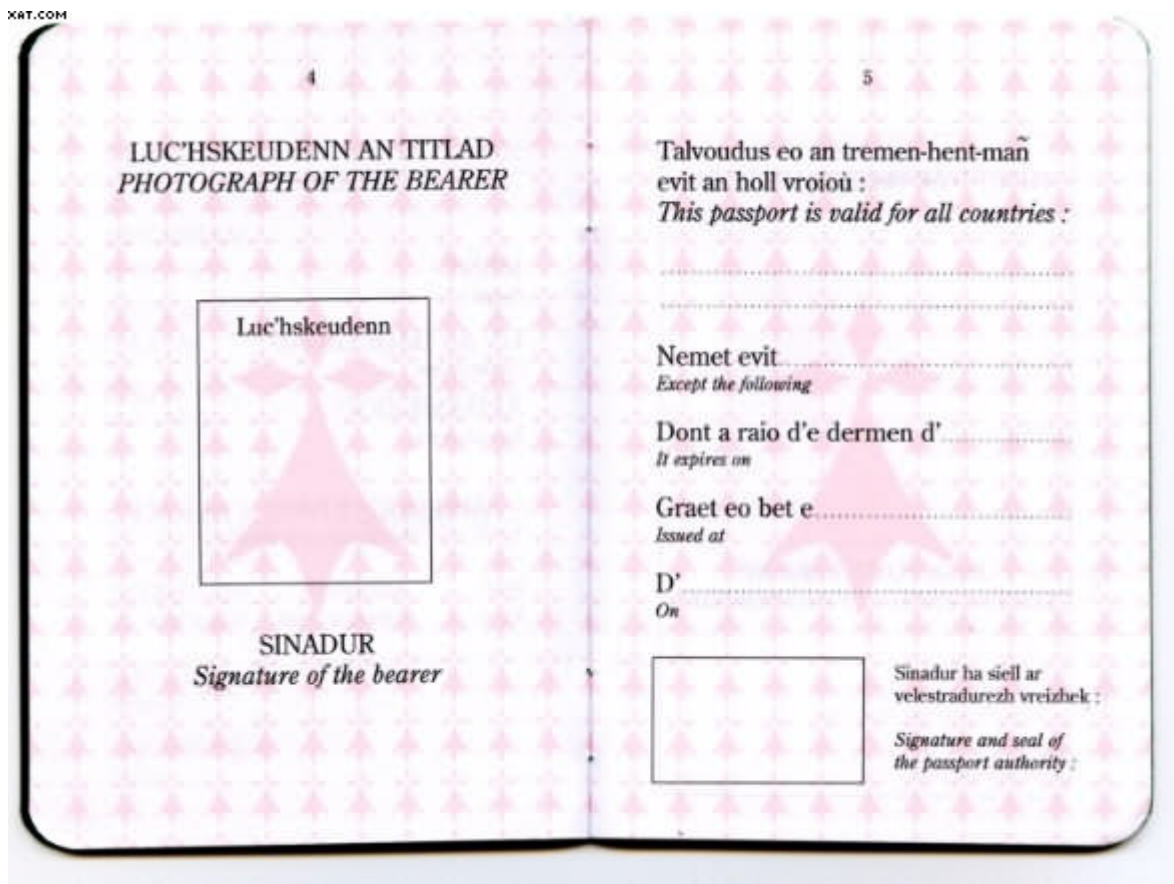 XAT.COM
4
LUC'HSKEUDENN AN TITLAD
PHOTOGRAPH OF THE BEARER
Luc'hskeudenn
SINADUR
Signature of the bearer
5
Talvoudus eo an tremen-hent-mañ
evit an holl vroioù :
This passport is valid for all countries :
Nemet evit
Except the following
Dont a raio d'e dermen d'
It expires on
Graet eo bet e
Issued at
D'
On
Sinadur ha siell ar
velestradurezh vreizhek :
Signature and seal of
the passport authority :